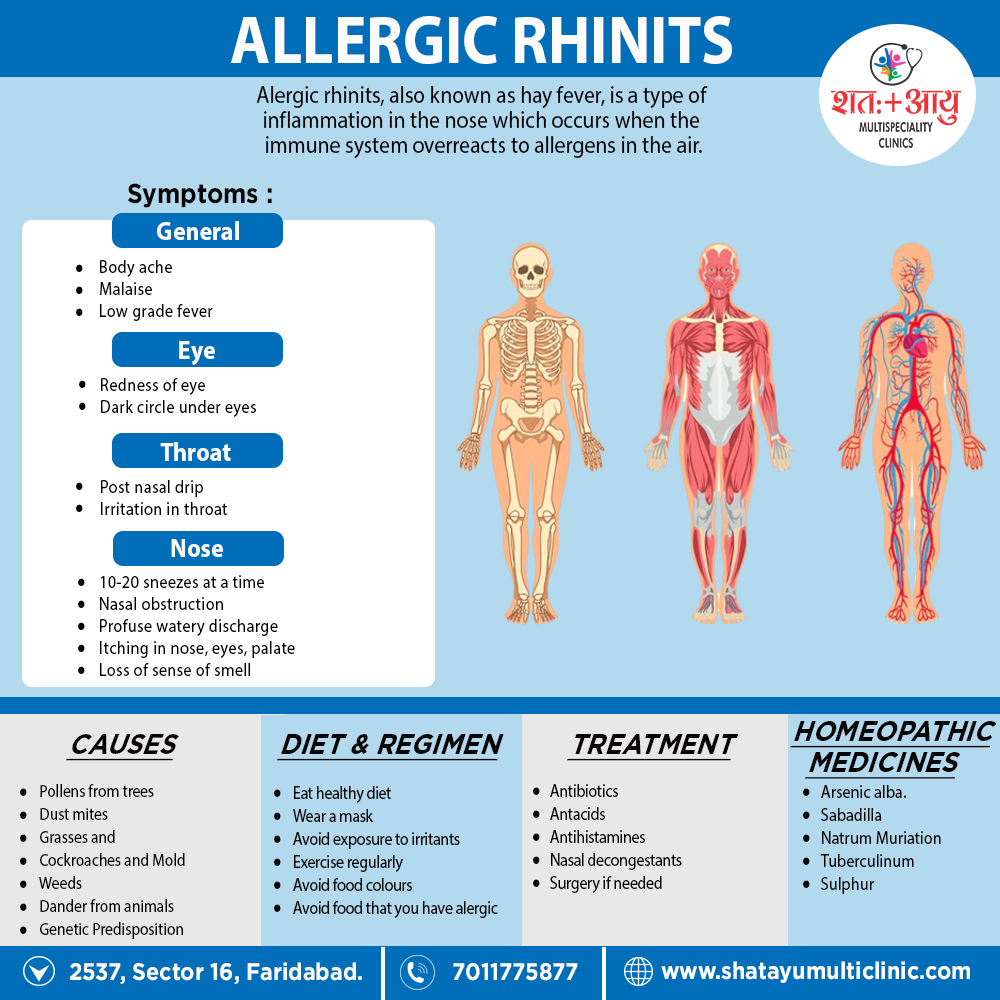 ALLERGIC RHINITS
शतः+आयु
MULTISPECIALITY
CLINICS
Alergic rhinits, also known as hay fever, is a type of
inflammation in the nose which occurs when the
immune system overreacts to allergens in the air.
Symptoms :
General
Body ache
Malaise
Low grade fever
Eye
Redness of eye
Dark circle under eyes
Throat
Post nasal drip
Irritation in throat
Nose
10-20 sneezes at a time
Nasal obstruction
Profuse watery discharge
Itching in nose, eyes, palate
Loss of sense of smell
CAUSES
Pollens from trees
Dust mites
Grasses and
Cockroaches and Mold
Weeds
Dander from animals
Genetic Predisposition
DIET & REGIMEN
Eat healthy diet
Wear a mask
Avoid exposure to irritants
Exercise regularly
Avoid food colours
Avoid food that you have alergic
TREATMENT
Antibiotics
Antacids
Antihistamines
Nasal decongestants
Surgery if needed
HOMEOPATHIC
MEDICINES
Arsenic alba.
Sabadilla
Natrum Muriation
Tuberculinum
Sulphur
2537, Sector 16, Faridabad.
7011775877
www.shatayumulticlinic.com